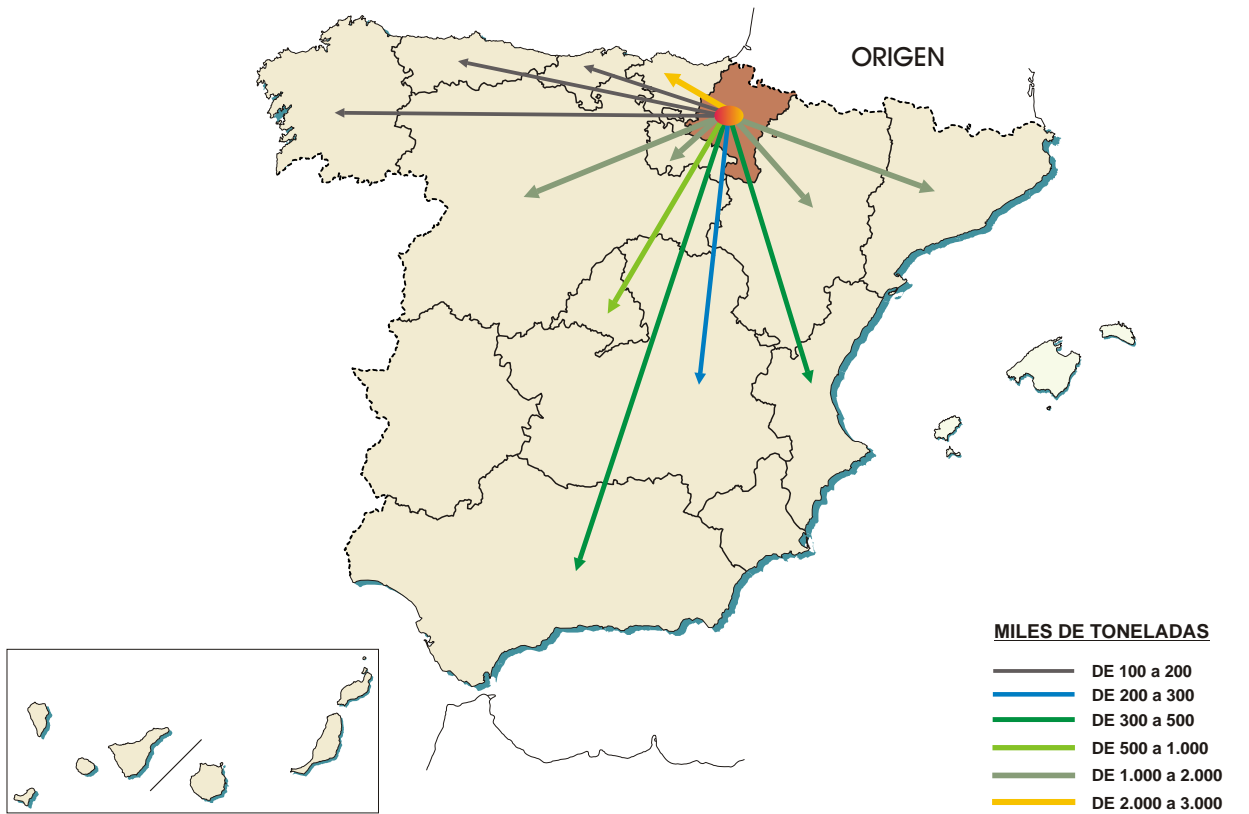 ORIGEN
MILES DE TONELADAS
DE 100 a 200
DE 200 a 300
DE 300 a 500
DE 500 a 1.000
DE 1.000 a 2.000
DE 2.000 a 3.000